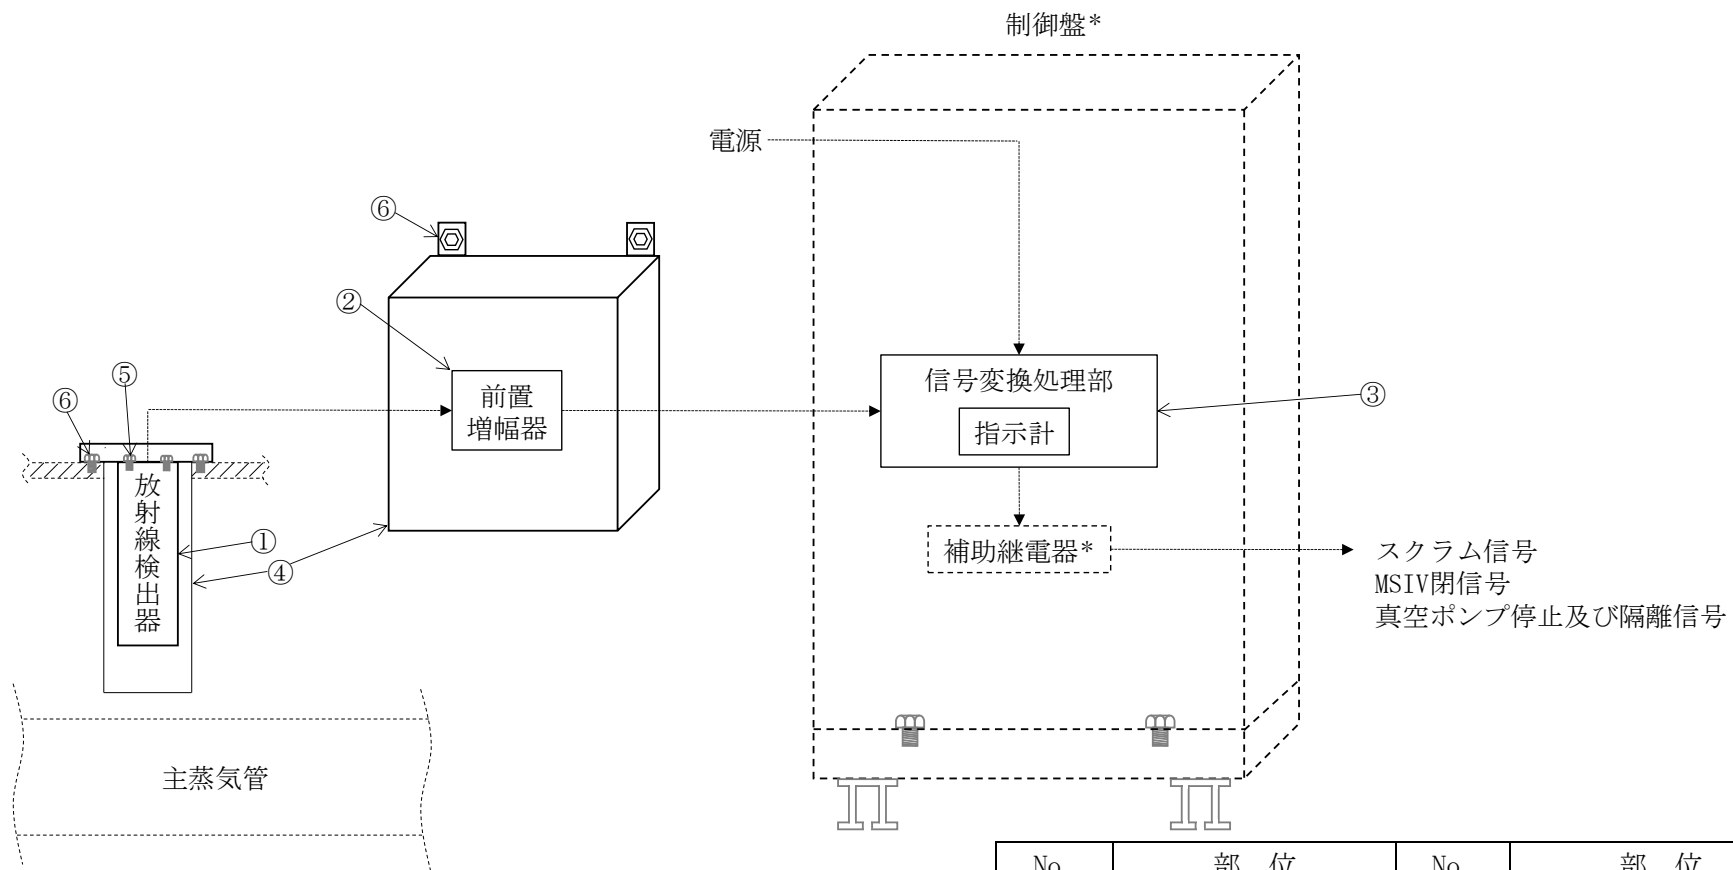 制御盤*
電源
⑥
②
⑤
⑥
前置
増幅器
信号変換処理部
指示計
③
放射線検出器
①
④
補助継電器*
スクラム信号
MSIV閉信号
真空ポンプ停止及び隔離信号
主蒸気管
No 部 位 No 部 位